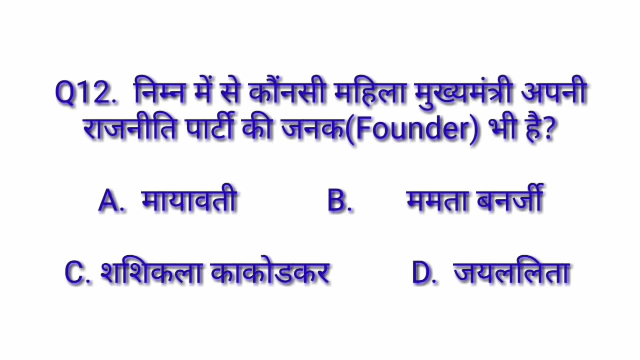 Q12. निम्न में से कौंनसी महिला मुख्यमंत्री अपनी
राजनीति पार्टी की जनक(Founder) भी है?
A. मायावती B. ममता बनर्जी
C. शशिकला काकोडकर D. जयललिता